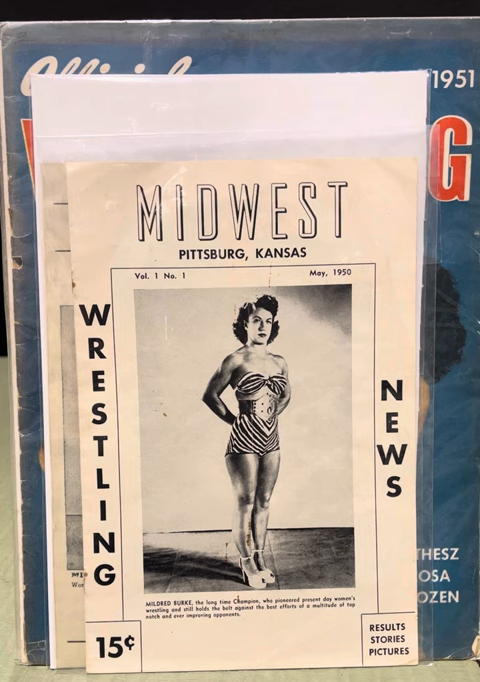 Official
1951
G
MIDWEST
PITTSBURG, KANSAS
Vol. 1 No. 1 May, 1950
WRESTLING
NEWS
MILDRED BURKE, the long time Champion, who pioneered present day women's
wrestling and still holds the belt against the best efforts of a multitude of top
notch and ever improving opponents.
15¢
RESULTS
STORIES
PICTURES
THESZ
OSA
OZEN